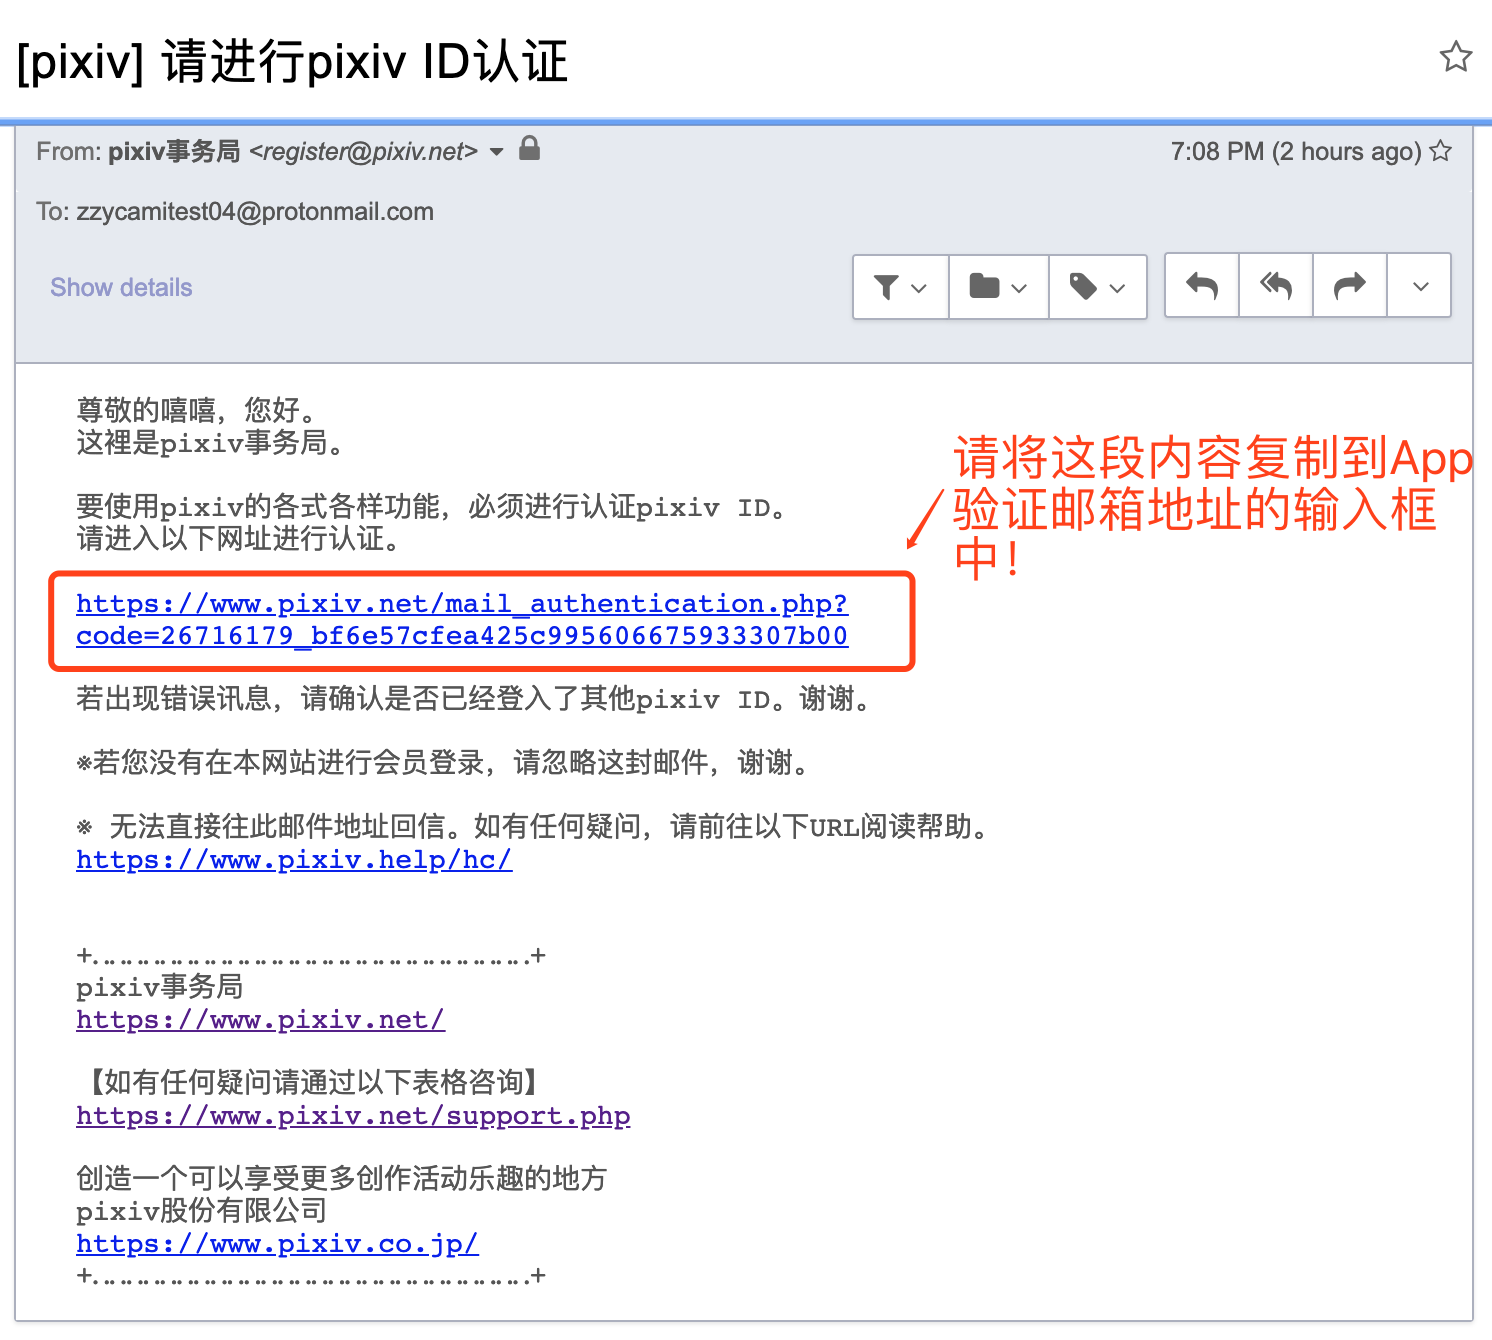 [pixiv] 请进行pixiv ID认证
From: pixiv事务局 <register@pixiv.net>
7:08 PM (2 hours ago)
To: zzycamitest04@protonmail.com
Show details
尊敬的嘻嘻，您好。
这裡是pixiv事务局。
要使用pixiv的各式各样功能，必须进行认证pixiv ID。
请进入以下网址进行认证。
请将这段内容复制到App
验证邮箱地址的输入框
中！
https://www.pixiv.net/mail_authentication.php?
code=26716179_bf6e57cfea425c995606675933307b00
若出现错误讯息，请确认是否已经登入了其他pixiv ID。谢谢。
※若您没有在本网站进行会员登录，请忽略这封邮件，谢谢。
※ 无法直接往此邮件地址回信。如有任何疑问，请前往以下URL阅读帮助。
https://www.pixiv.help/hc/
+.‥‥‥‥‥‥‥‥‥‥‥‥‥.+
pixiv事务局
https://www.pixiv.net/
【如有任何疑问请通过以下表格咨询】
https://www.pixiv.net/support.php
创造一个可以享受更多创作活动乐趣的地方
pixiv股份有限公司
https://www.pixiv.co.jp/
+.‥‥‥‥‥‥‥‥‥‥‥‥‥.+